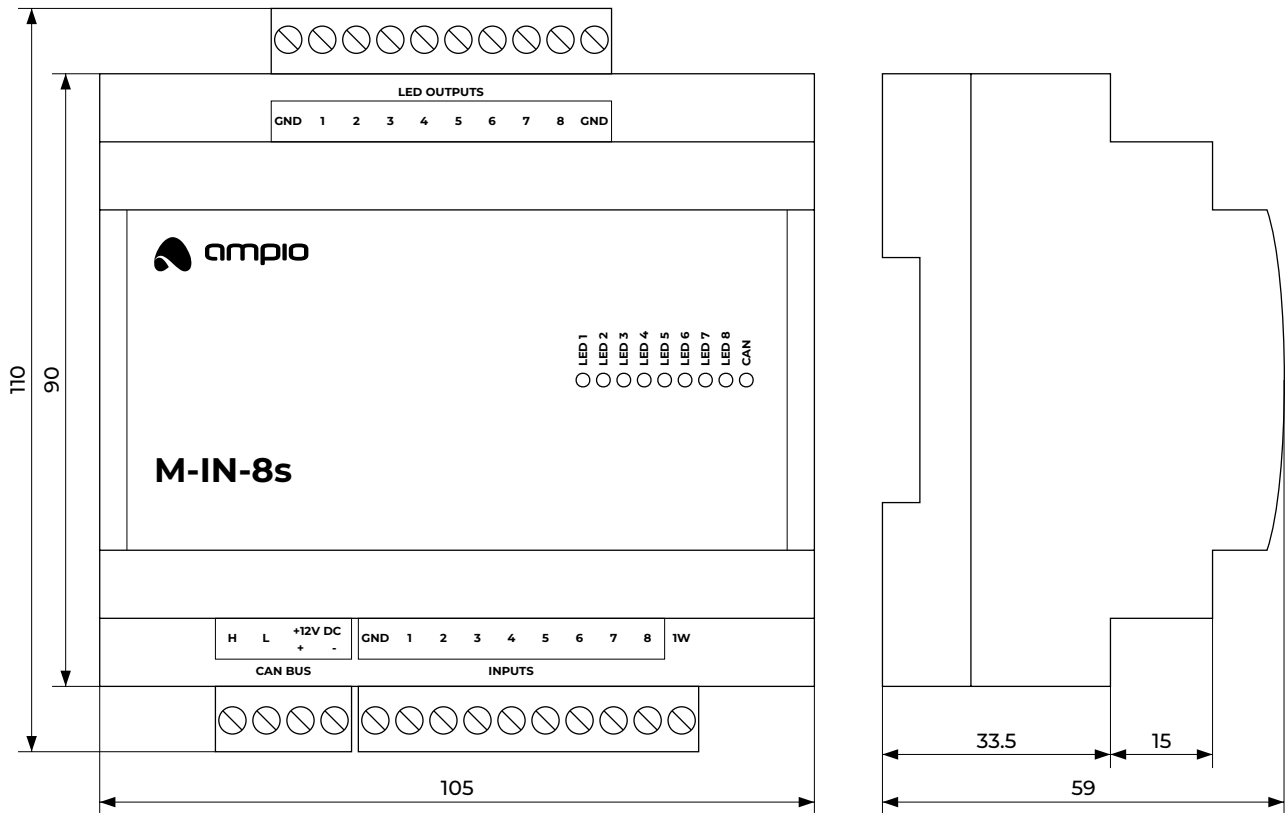 LED OUTPUTS
GND 1 2 3 4 5 6 7 8 GND
ampio
LED 1
LED 2
LED 3
LED 4
LED 5
LED 6
LED 7
LED 8
CAN
110
90
M-IN-8s
H L +12V DC
+ -
GND 1 2 3 4 5 6 7 8 1W
CAN BUS
INPUTS
105
33.5
15
59